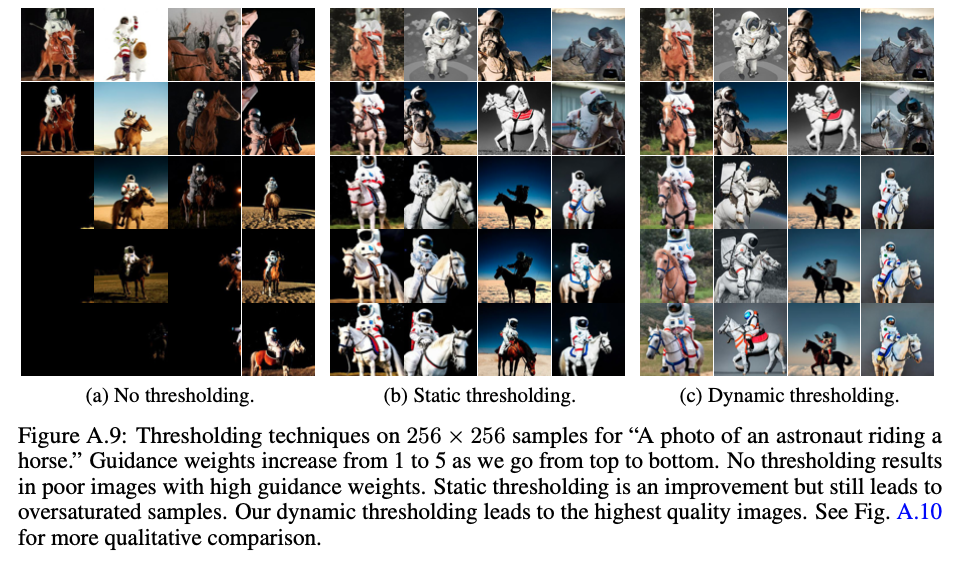 (a) No thresholding.
(b) Static thresholding.
(c) Dynamic thresholding.
Figure A.9: Thresholding techniques on 256 × 256 samples for “A photo of an astronaut riding a
horse.” Guidance weights increase from 1 to 5 as we go from top to bottom. No thresholding results
in poor images with high guidance weights. Static thresholding is an improvement but still leads to
oversaturated samples. Our dynamic thresholding leads to the highest quality images. See Fig. A.10
for more qualitative comparison.